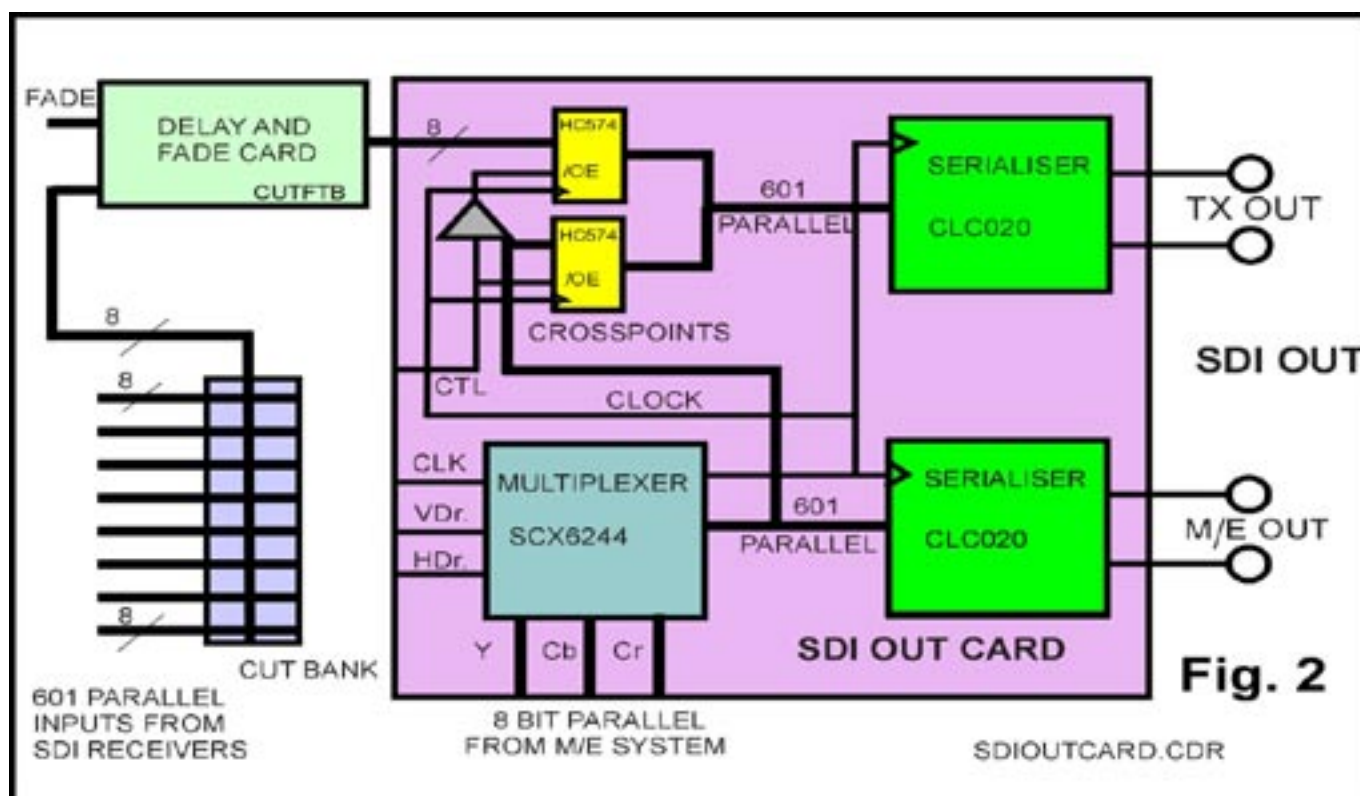 FADE
DELAY AND
FADE CARD
CUTFTB
8
8
8
8
CUT BANK
601 PARALLEL
INPUTS FROM
SDI RECEIVERS
HC574
/OE
HC574
/OE
CROSSPOINTS
CTL
CLOCK
601
PARALLEL
SERIALISER
CLC020
TX OUT
SDI OUT
CLK
VDr.
HDr.
MULTIPLEXER
SCX6244
601
PARALLEL
SERIALISER
CLC020
M/E OUT
Y
Cb
Cr
SDI OUT CARD
8 BIT PARALLEL
FROM M/E SYSTEM
Fig. 2
SDIOUTCARD.CDR